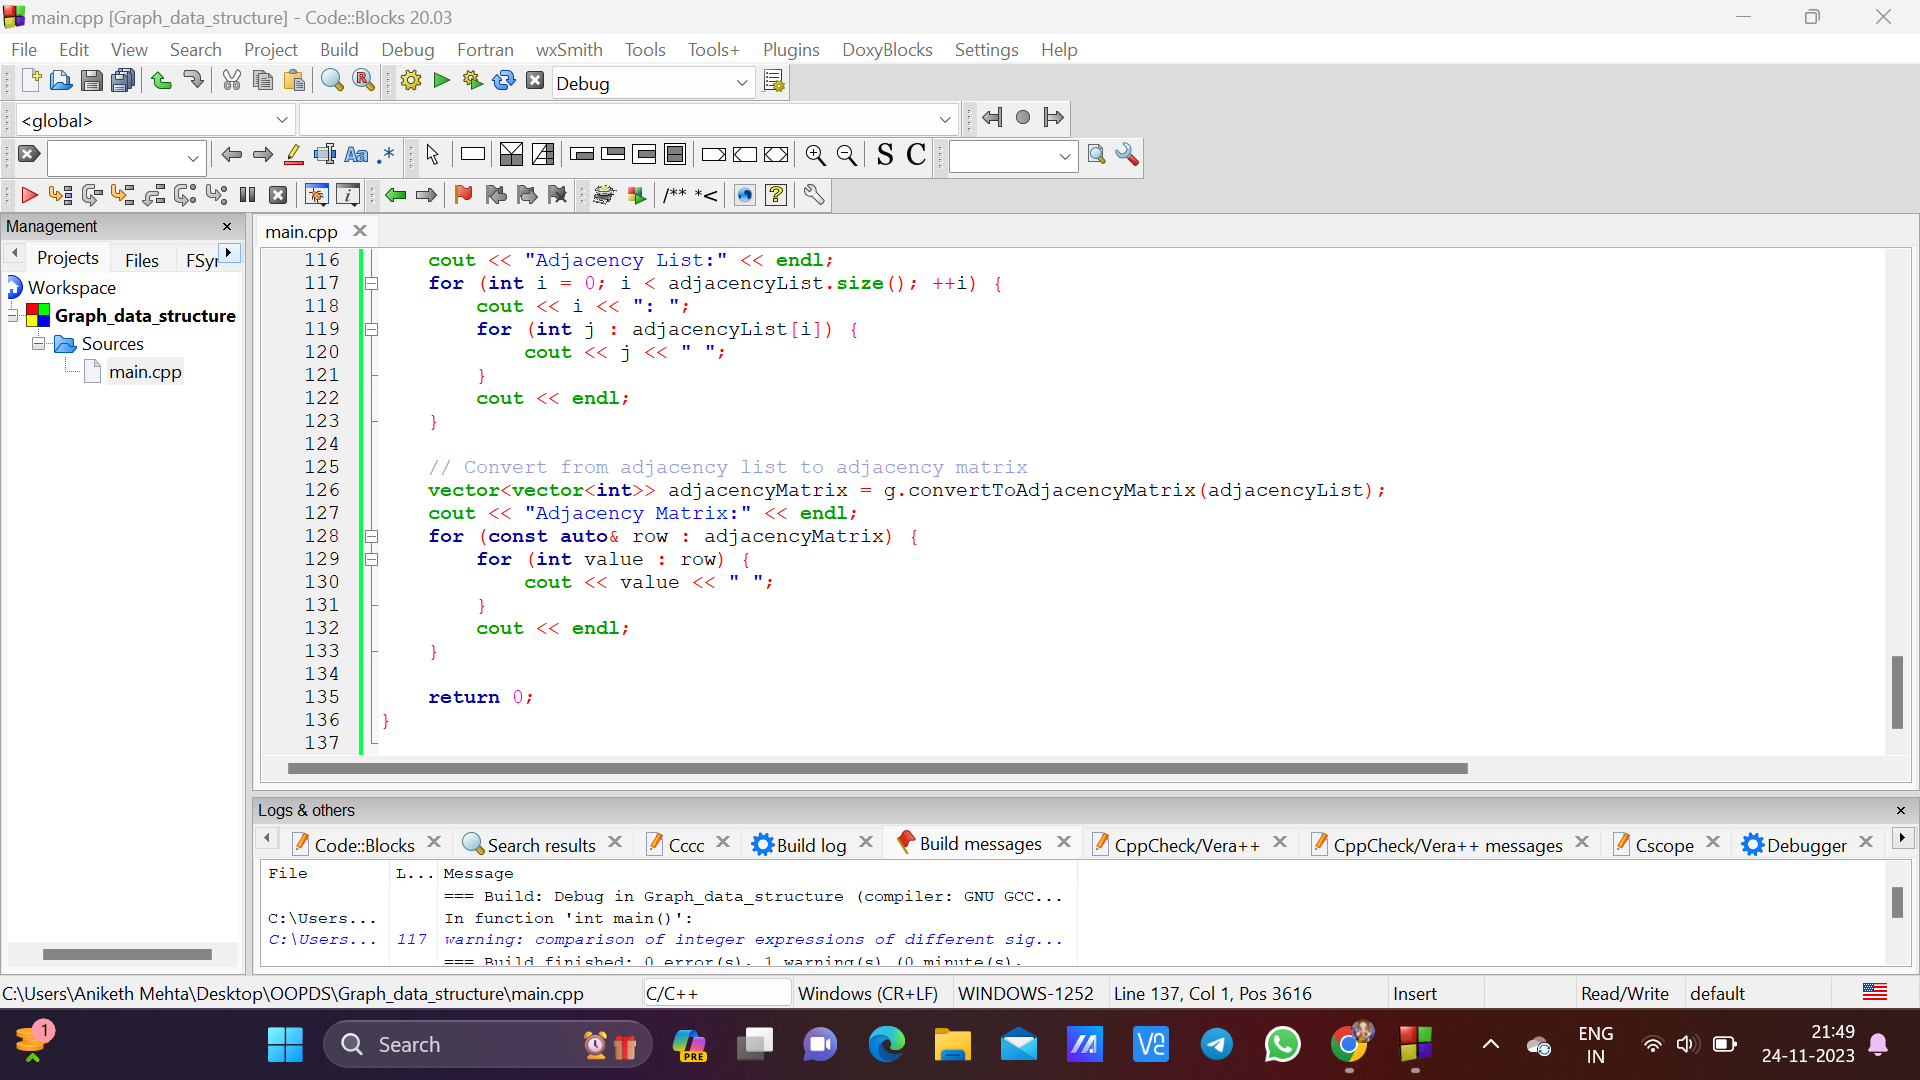 main.cpp [Graph_data_structure] - Code::Blocks 20.03
File Edit View Search Project Build Debug Fortran wxSmith Tools Tools+ Plugins DoxyBlocks Settings Help
Debug
<global>
Aa .* S C
/** *<
Management
Projects Files FSy
Workspace
Graph_data_structure
Sources
main.cpp
main.cpp
116 cout << "Adjacency List:" << endl;
117 for (int i = 0; i < adjacencyList.size(); ++i) {
118 cout << i << ": ";
119 for (int j : adjacencyList[i]) {
120 cout << j << " ";
121 }
122 cout << endl;
123 }
124
125 // Convert from adjacency list to adjacency matrix
126 vector<vector<int>> adjacencyMatrix = g.convertToAdjacencyMatrix(adjacencyList);
127 cout << "Adjacency Matrix:" << endl;
128 for (const auto& row : adjacencyMatrix) {
129 for (int value : row) {
130 cout << value << " ";
131 }
132 cout << endl;
133 }
134
135 return 0;
136 }
137
Logs & others
Code::Blocks Search results Cccc Build log Build messages CppCheck/Vera++ CppCheck/Vera++ messages Cscope Debugger
File L... Message
=== Build: Debug in Graph_data_structure (compiler: GNU GCC...
C:\Users... In function 'int main()':
C:\Users... 117 warning: comparison of integer expressions of different sig...
=== Build finished: 0 error(s), 1 warning(s) (0 minute(s),
C:\Users\Aniketh Mehta\Desktop\OOPDS\Graph_data_structure\main.cpp C/C++ Windows (CR+LF) WINDOWS-1252 Line 137, Col 1, Pos 3616 Insert Read/Write default
1 Search PRE ENG 21:49
IN 24-11-2023